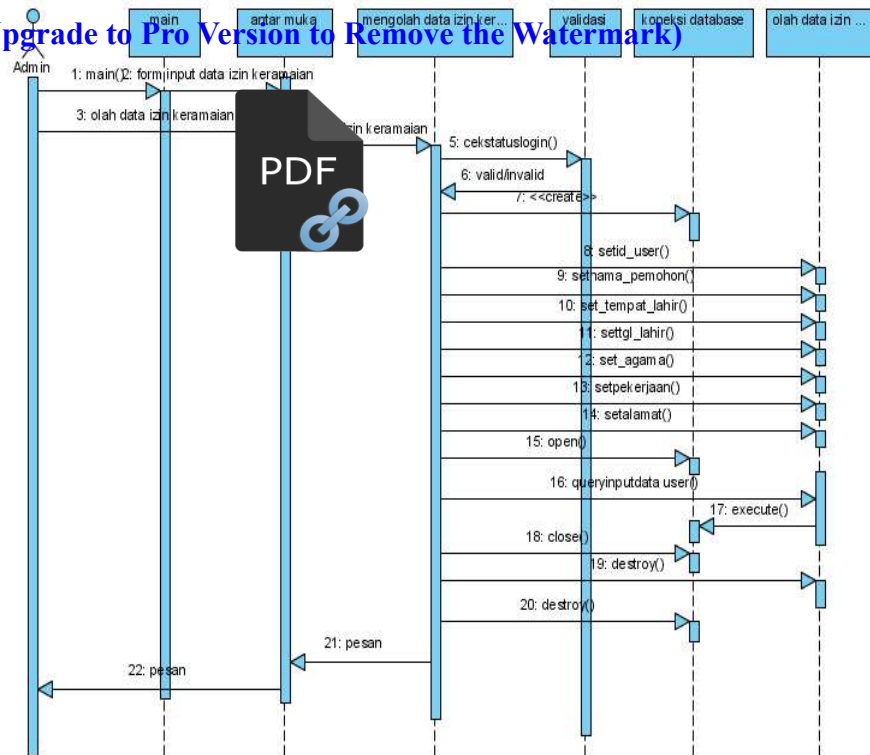 main
antar muka
mengolah data izin ker...
validasi
koneksi database
olah data izin ...
pgrade to Pro Version to Remove the Watermark)
Admin
1: main()
2: form input data izin keramaian
3: olah data izin keramaian
izin keramaian
PDF
5: cekstatuslogin()
6: valid/invalid
7: <<create>>
8: setid_user()
9: sethama_pemohon()
10: set_tempat_lahir()
11: settgl_lahir()
12: set_agama()
13: setpekerjaan()
14: setalamat()
15: open()
16: queryinputdata user()
17: execute()
18: close()
19: destroy()
20: destroy()
21: pesan
22: pesan